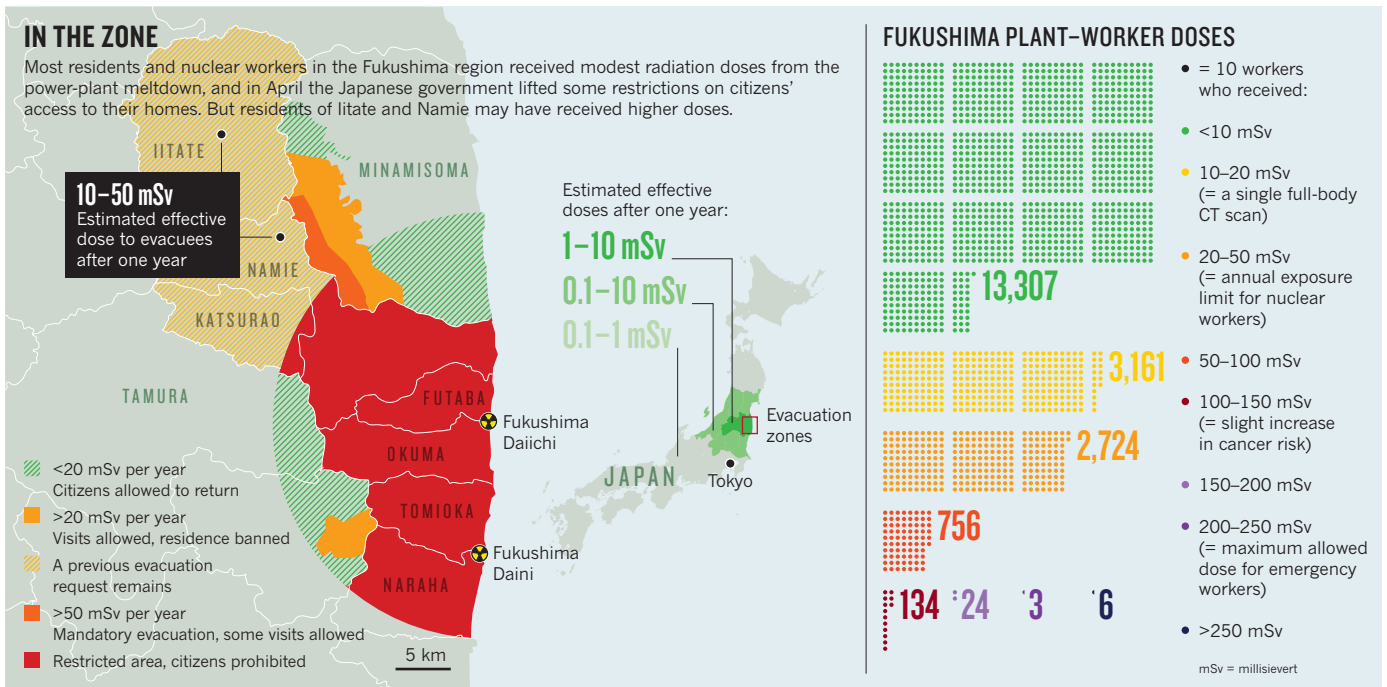 IN THE ZONE
Most residents and nuclear workers in the Fukushima region received modest radiation doses from the
power-plant meltdown, and in April the Japanese government lifted some restrictions on citizens’
access to their homes. But residents of Iitate and Namie may have received higher doses.
IITATE
MINAMISOMA
10–50 mSv
Estimated effective
dose to evacuees
after one year
NAMIE
KATSURAO
TAMURA
FUTABA
Fukushima
Daiichi
OKUMA
TOMIOKA
Fukushima
Daini
NARAHA
<20 mSv per year
Citizens allowed to return
>20 mSv per year
Visits allowed, residence banned
A previous evacuation
request remains
>50 mSv per year
Mandatory evacuation, some visits allowed
Restricted area, citizens prohibited
5 km
Estimated effective
doses after one year:
1–10 mSv
0.1–10 mSv
0.1–1 mSv
Evacuation
zones
JAPAN
Tokyo
FUKUSHIMA PLANT–WORKER DOSES
13,307
3,161
2,724
756
134
24
3
6
= 10 workers
who received:
<10 mSv
10–20 mSv
(= a single full-body
CT scan)
20–50 mSv
(= annual exposure
limit for nuclear
workers)
50–100 mSv
100–150 mSv
(= slight increase
in cancer risk)
150–200 mSv
200–250 mSv
(= maximum allowed
dose for emergency
workers)
>250 mSv
mSv = millisievert